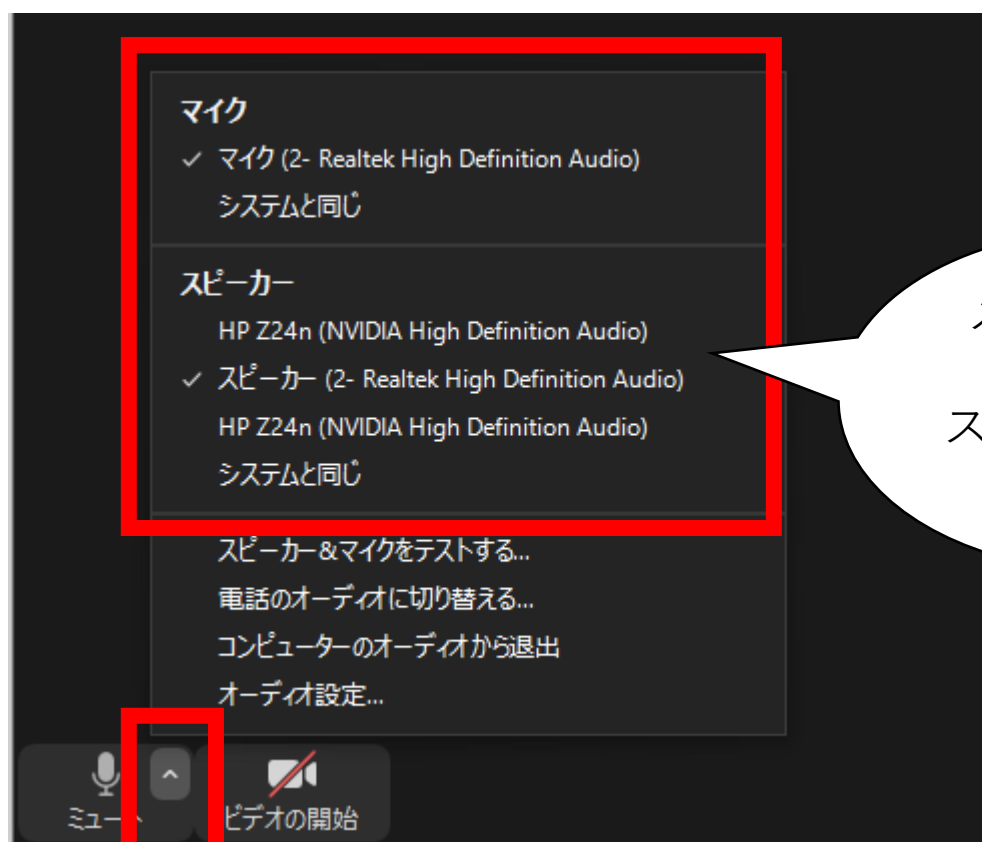 マイク
マイク (2- Realtek High Definition Audio)
システムと同じ
スピーカー
HP Z24n (NVIDIA High Definition Audio)
スピーカー (2- Realtek High Definition Audio)
HP Z24n (NVIDIA High Definition Audio)
システムと同じ
ス
スピーカー&マイクをテストする...
電話のオーディオに切り替える...
コンピューターのオーディオから退出
オーディオ設定...
ミュート
ビデオの開始